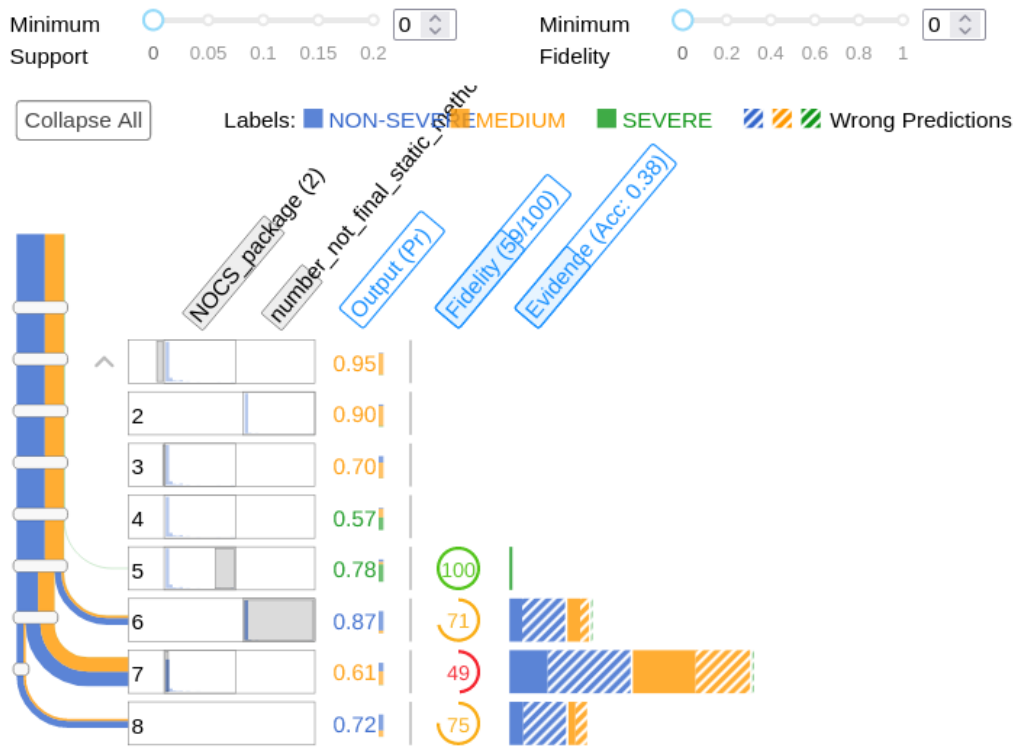 Minimum Support 0 0 0.05 0.1 0.15 0.2
Minimum Fidelity 0 0 0.2 0.4 0.6 0.8 1
Collapse All
Labels: NON-SEVERE MEDIUM SEVERE Wrong Predictions
NOCS_package (2)
number_not_final_static_metho
Output (Pr)
Fidelity (59/100)
Evidence (Acc: 0.38)
0.95
2 0.90
3 0.70
4 0.57
5 0.78 100
6 0.87 71
7 0.61 49
8 0.72 75